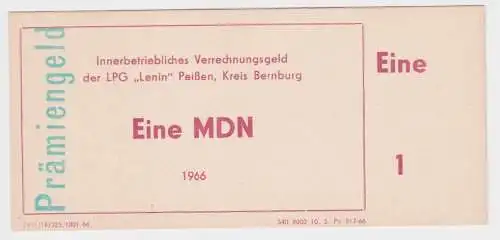 Prämiengeld
Innerbetriebliches Verrechnungsgeld
der LPG „Lenin" Peißen, Kreis Bernburg
Eine MDN
1966
Eine
1